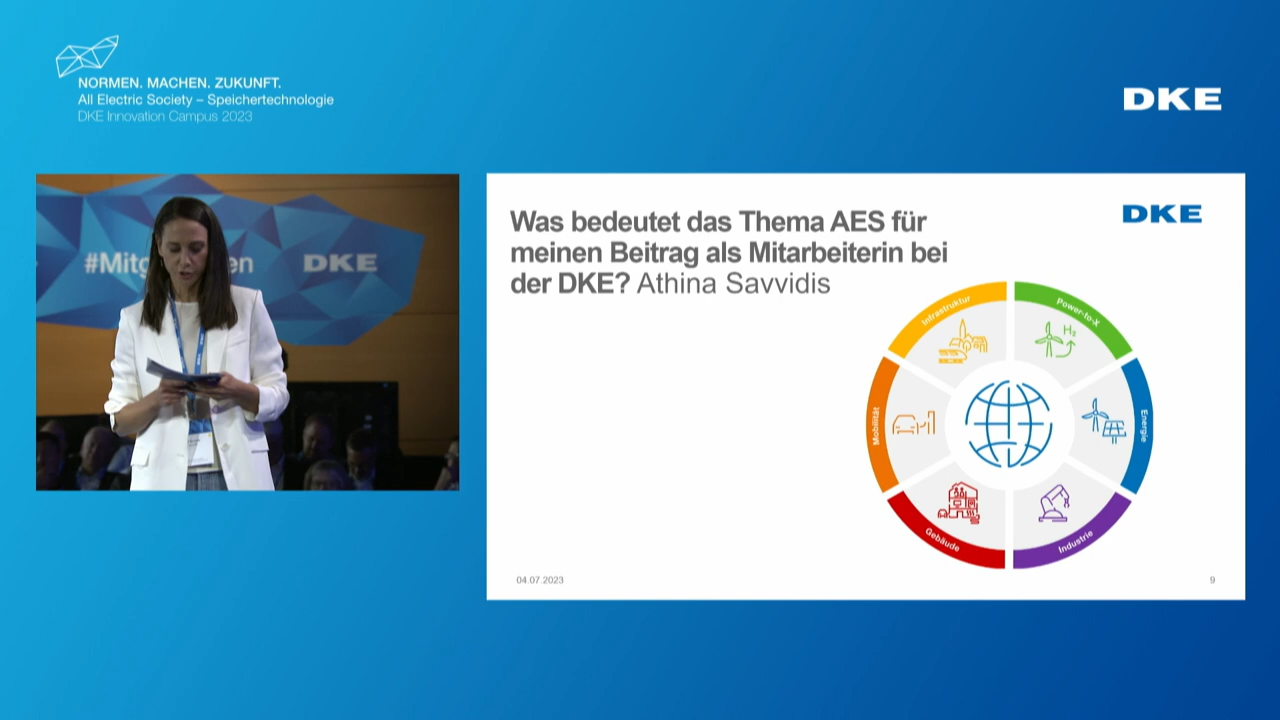 NORMEN. MACHEN. ZUKUNFT.
All Electric Society – Speichertechnologie
DKE Innovation Campus 2023
DKE
DKE
Was bedeutet das Thema AES für
meinen Beitrag als Mitarbeiterin bei
der DKE? Athina Savvidis
DKE
Infrastruktur
Power-to-X
H₂
Mobilität
Energie
Gebäude
Industrie
04.07.2023
9